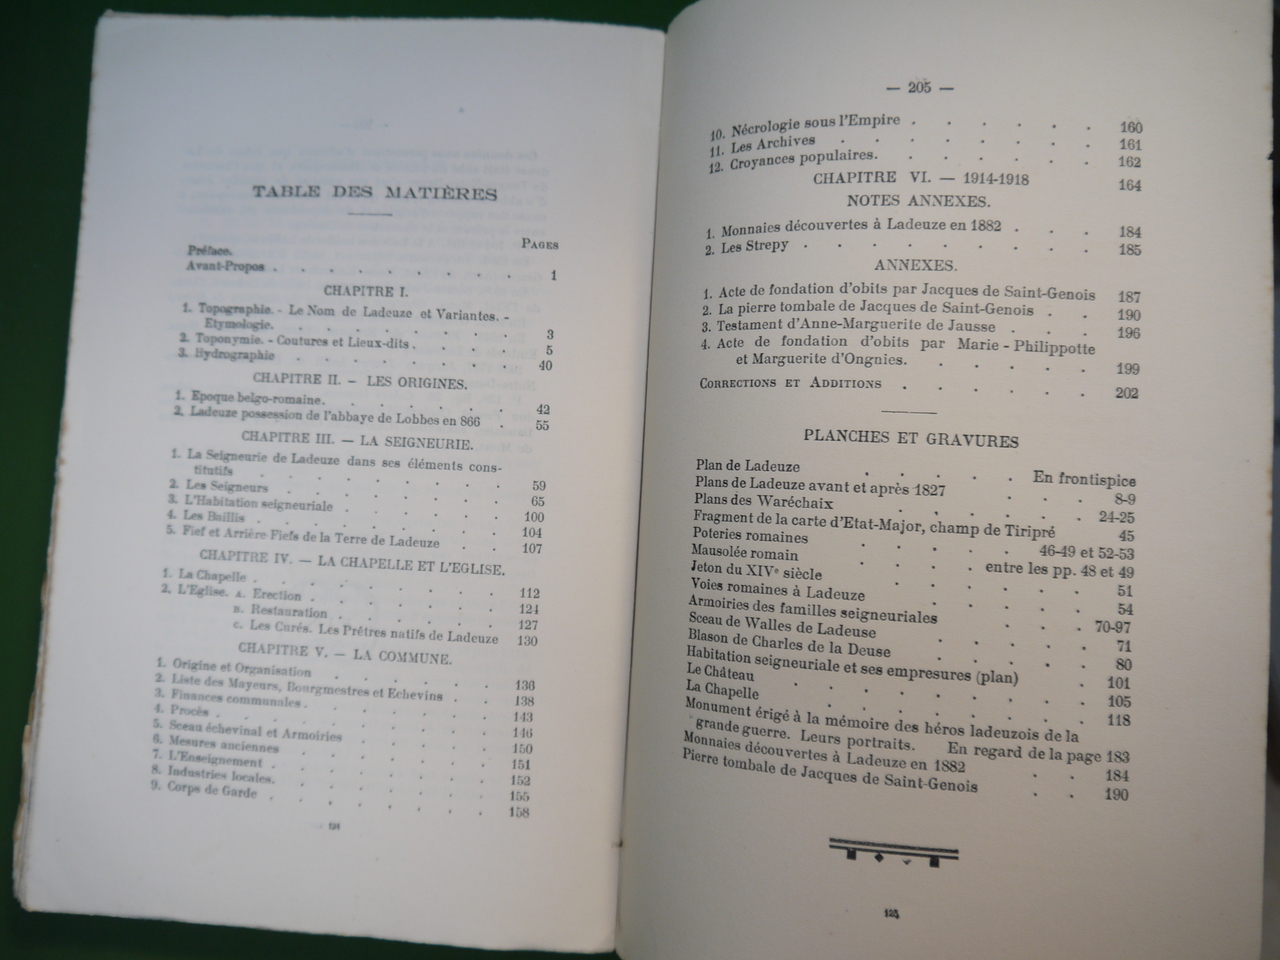 TABLE DES MATIÈRES
PAGES
Préface.
Avant-Propos . . . . . . . . 1
CHAPITRE I.
1. Topographie. - Le Nom de Ladeuze et Variantes. -
Etymologie. . . . . . . . . 3
2. Toponymie. - Coutures et Lieux-dits . . . . 5
3. Hydrographie . . . . . . . . 40
CHAPITRE II. — LES ORIGINES.
1. Epoque belgo-romaine. . . . . . . 42
2. Ladeuze possession de l'abbaye de Lobbes en 866 . 55
CHAPITRE III. — LA SEIGNEURIE.
1. La Seigneurie de Ladeuze dans ses éléments cons-
titutifs . . . . . . . . 59
2. Les Seigneurs . . . . . . . 65
3. L'Habitation seigneuriale . . . . . 100
4. Les Baillis . . . . . . . . 104
5. Fief et Arrière-Fiefs de la Terre de Ladeuze . . 107
CHAPITRE IV. — LA CHAPELLE ET L'EGLISE.
1. La Chapelle . . . . . . . . 112
2. L'Eglise. A. Erection . . . . . . 124
B. Restauration . . . . . 127
C. Les Curés. Les Prêtres natifs de Ladeuze 130
CHAPITRE V. — LA COMMUNE.
1. Origine et Organisation . . . . . . 136
2. Liste des Mayeurs, Bourgmestres et Echevins . . 138
3. Finances communales . . . . . . 143
4. Procès . . . . . . . . 146
5. Sceau échevinal et Armoiries . . . . . 150
6. Mesures anciennes . . . . . . 151
7. L'Enseignement . . . . . . . 152
8. Industries locales. . . . . . . 155
9. Corps de Garde . . . . . . . 158
— 205 —
10. Nécrologie sous l'Empire . . . . . . 160
11. Les Archives . . . . . . . 161
12. Croyances populaires. . . . . . . 162
CHAPITRE VI. — 1914-1918 164
NOTES ANNEXES.
1. Monnaies découvertes à Ladeuze en 1882 . . . 184
2. Les Strepy . . . . . . . . 185
ANNEXES.
1. Acte de fondation d'obits par Jacques de Saint-Genois 187
2. La pierre tombale de Jacques de Saint-Genois . . 190
3. Testament d'Anne-Marguerite de Jausse . . . 196
4. Acte de fondation d'obits par Marie - Philippotte
et Marguerite d'Ongnies. . . . . . 199
CORRECTIONS ET ADDITIONS . . . . . 202
PLANCHES ET GRAVURES
Plan de Ladeuze . . . . . En frontispice
Plans de Ladeuze avant et après 1827 . . . 8-9
Plans des Waréchaix . . . . . . 24-25
Fragment de la carte d'Etat-Major, champ de Tiripré 45
Poteries romaines . . . . . 46-49 et 52-53
Mausolée romain . . . . entre les pp. 48 et 49
Jeton du XIVe siècle . . . . . . 51
Voies romaines à Ladeuze . . . . . 54
Armoiries des familles seigneuriales . . . 70-97
Sceau de Walles de Ladeuse . . . . . 71
Blason de Charles de la Deuse . . . . . 80
Habitation seigneuriale et ses empresures (plan) . 101
Le Château . . . . . . . 105
La Chapelle . . . . . . . 118
Monument érigé à la mémoire des héros ladeuzois de la
grande guerre. Leurs portraits. En regard de la page 183
Monnaies découvertes à Ladeuze en 1882 . . 184
Pierre tombale de Jacques de Saint-Genois . . 190